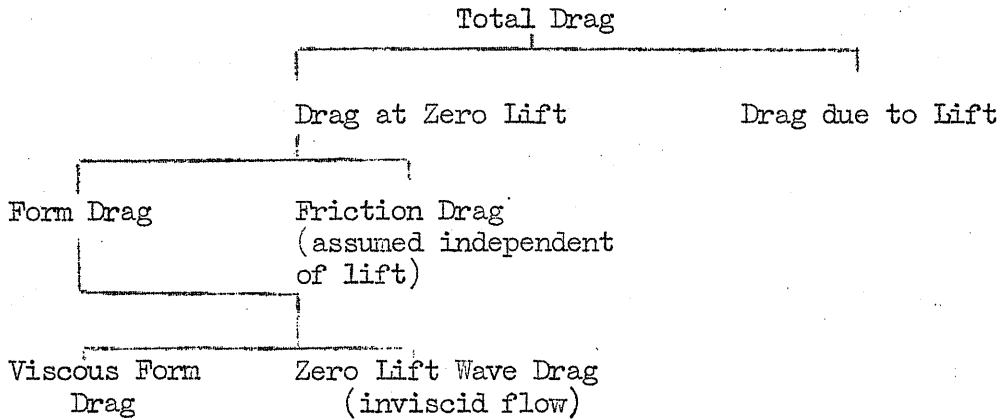 Total Drag
Drag at Zero Lift
Drag due to Lift
Form Drag
Friction Drag
(assumed independent
of lift)
Viscous Form
Drag
Zero Lift Wave Drag
(inviscid flow)